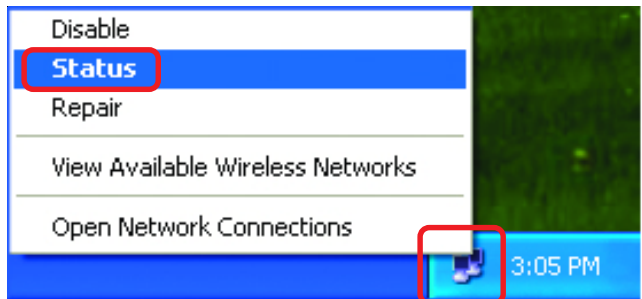 Disable
Status
Repair
View Available Wireless Networks
Open Network Connections
3:05 PM